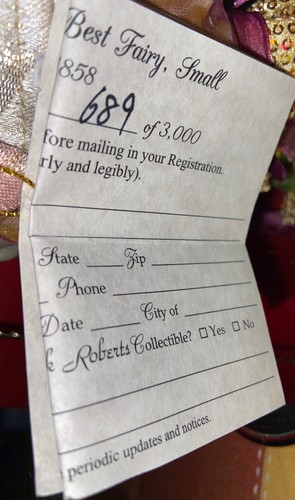 Best Fairy, Small
858
689 of 3,000
fore mailing in your Registration.
rly and legibly).
State Zip
Phone
Date City of
k Roberts Collectible? ☐ Yes ☐ No
periodic updates and notices.